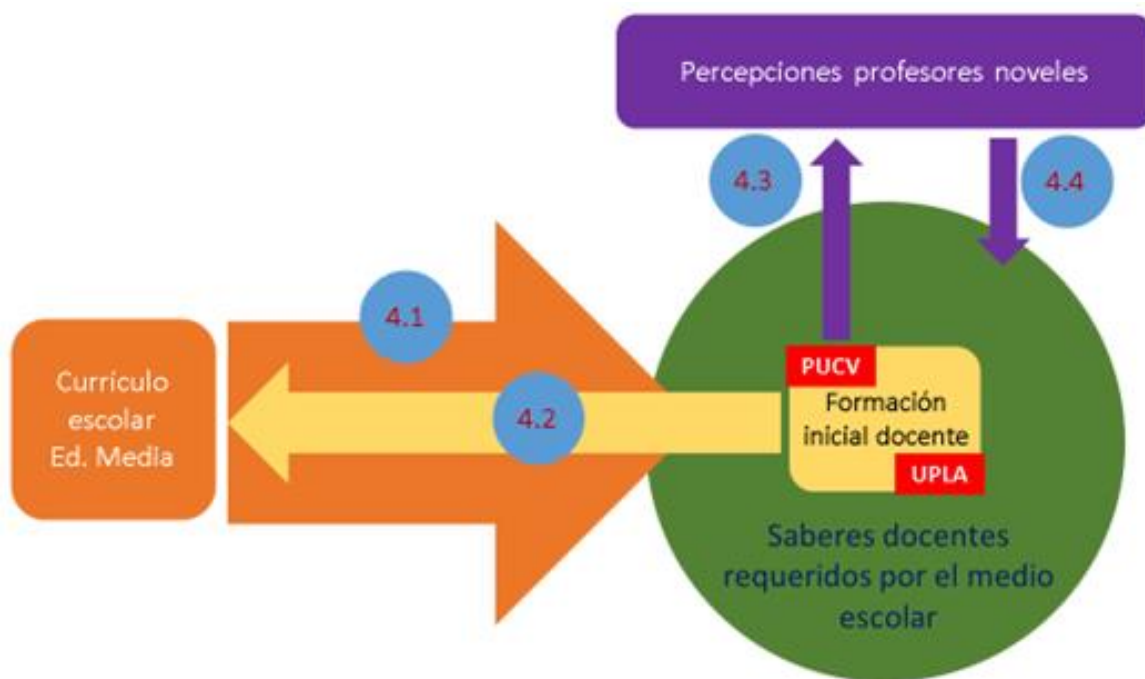 Percepciones profesores noveles
4.3
4.4
4.1
Currículo
escolar
Ed. Media
4.2
PUCV
Formación
inicial docente
UPLA
Saberes docentes
requeridos por el medio
escolar